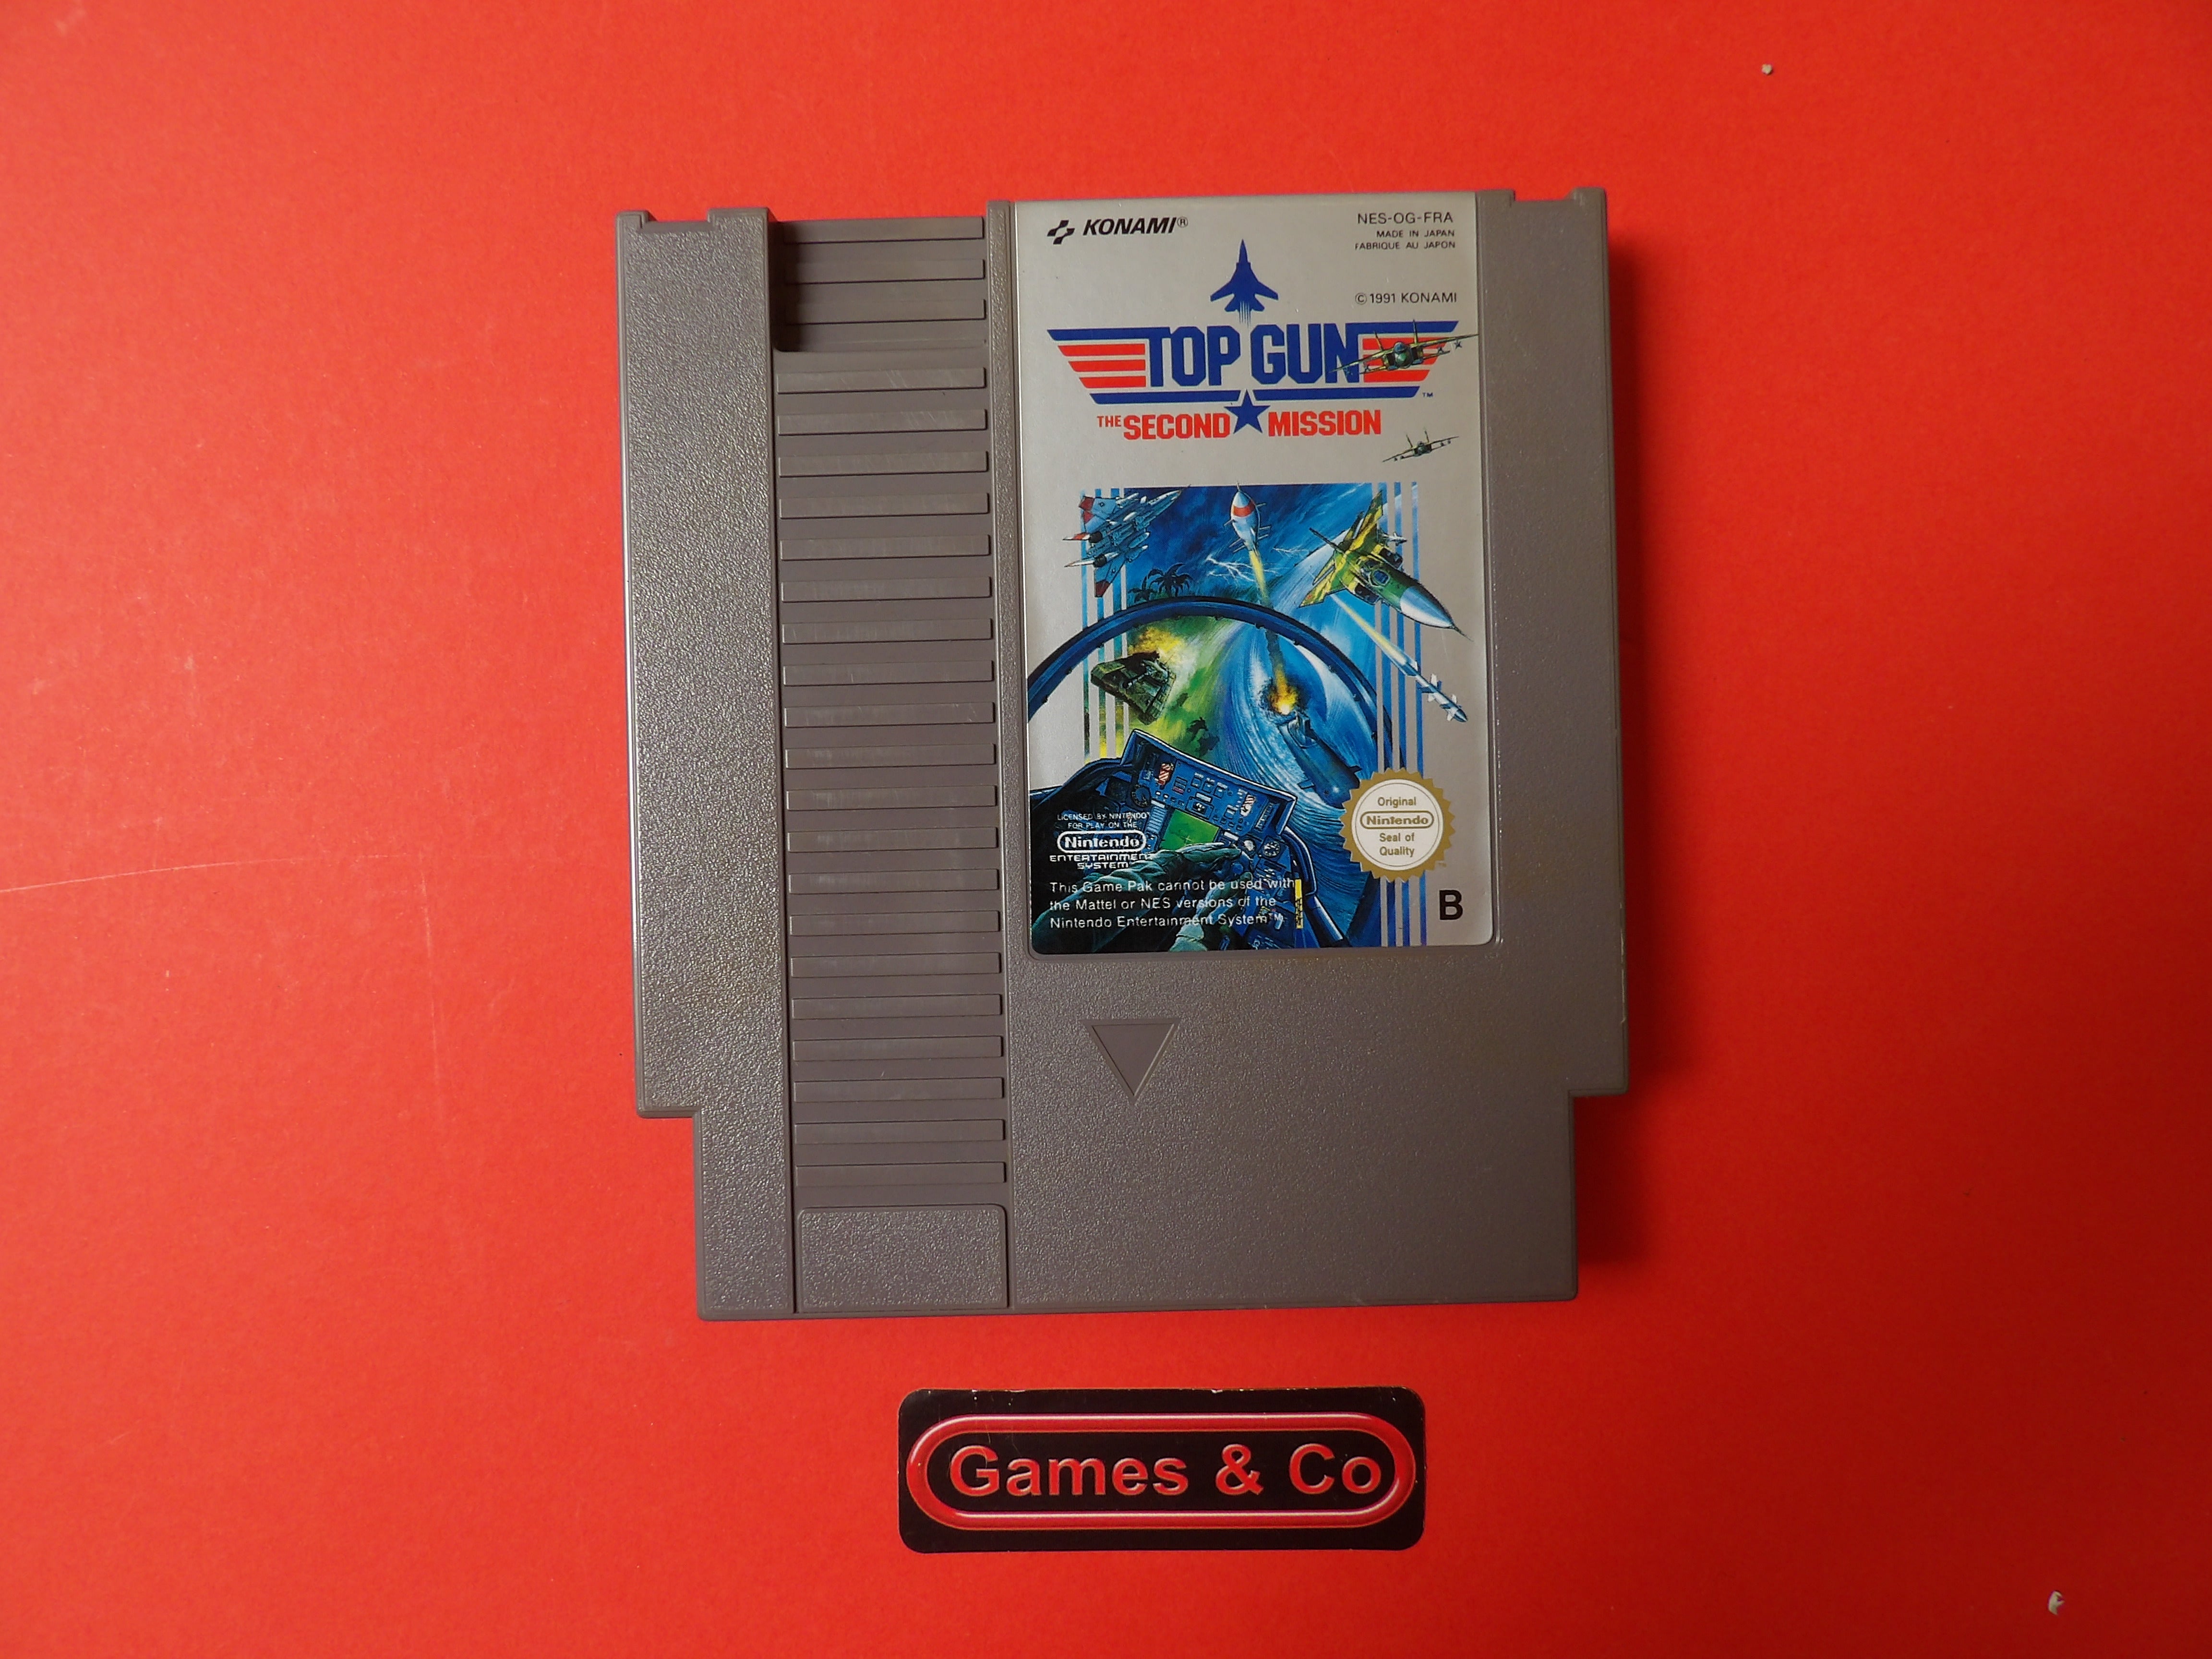 KONAMI®
NES-OG-FRA
MADE IN JAPAN
FABRIQUE AU JAPON
©1991 KONAMI
TOP GUN
TM
THE SECOND MISSION
LICENSED BY NINTENDO®
FOR PLAY ON THE
Nintendo
ENTERTAINMENT
SYSTEM
Original
Nintendo
Seal of
Quality
TM
This Game Pak cannot be used with
the Mattel or NES versions of the
Nintendo Entertainment System™.
B
Games & Co